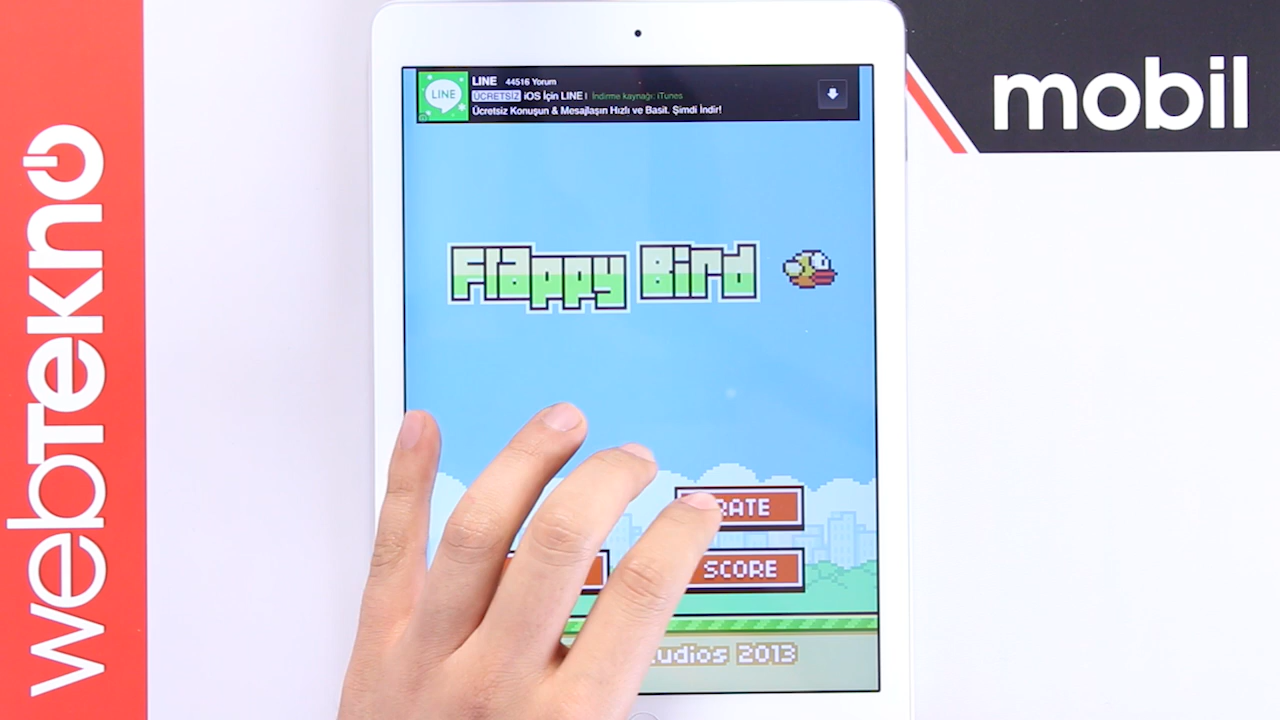 webTEKNO
mobil
LINE 44516 Yorum
ÜCRETSİZ iOS İçin LINE | İndirme kaynağı: iTunes
Ücretsiz Konuşun & Mesajlaşın Hızlı ve Basit. Şimdi İndir!
LINE
Flappy Bird
RATE
SCORE
2013